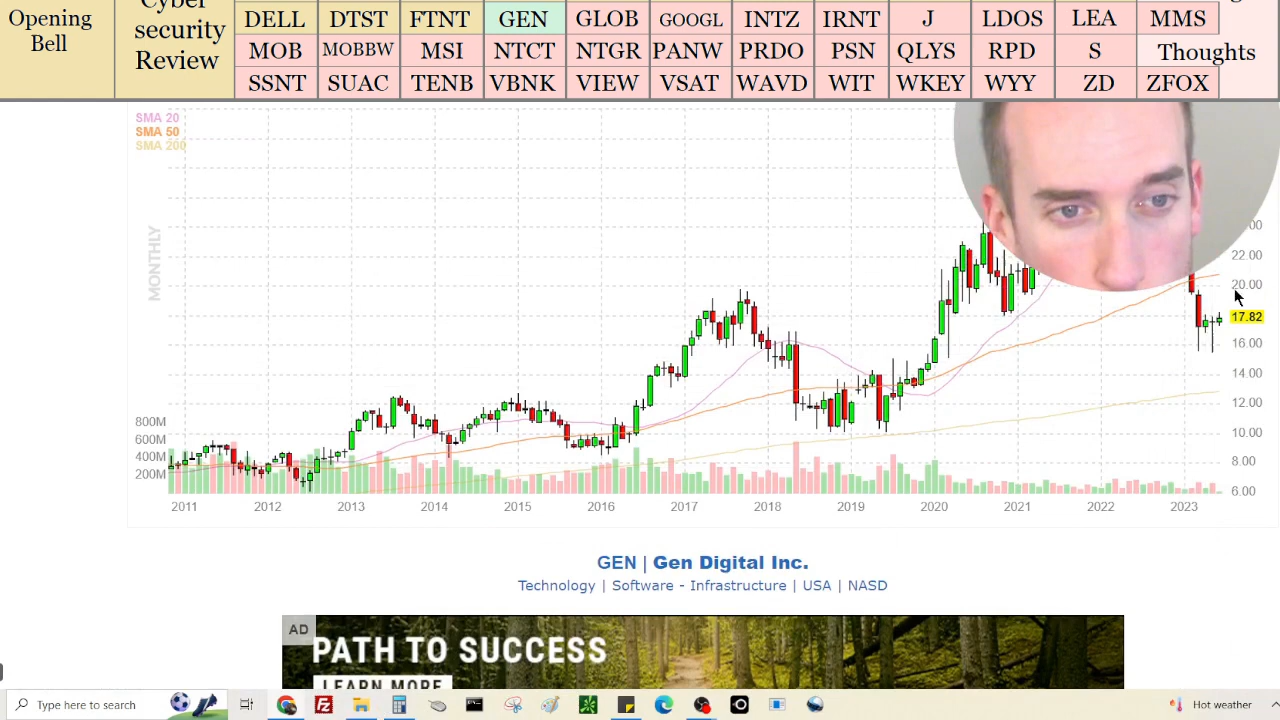 Opening
Bell
Cyber
security
Review
DELL DTST FTNT GEN GLOB GOOGL INTZ IRNT J LDOS LEA MMS
MOB MOBBW MSI NTCT NTGR PANW PRDO PSN QLYS RPD S Thoughts
SSNT SUAC TENB VBNK VIEW VSAT WAVD WIT WKEY WYY ZD ZFOX
SMA 20
SMA 50
SMA 200
MONTHLY
22.00
20.00
17.82
16.00
14.00
12.00
10.00
8.00
6.00
800M
600M
400M
200M
2011 2012 2013 2014 2015 2016 2017 2018 2019 2020 2021 2022 2023
GEN | Gen Digital Inc.
Technology | Software - Infrastructure | USA | NASD
AD
PATH TO SUCCESS
LEARN MORE
Type here to search
Hot weather